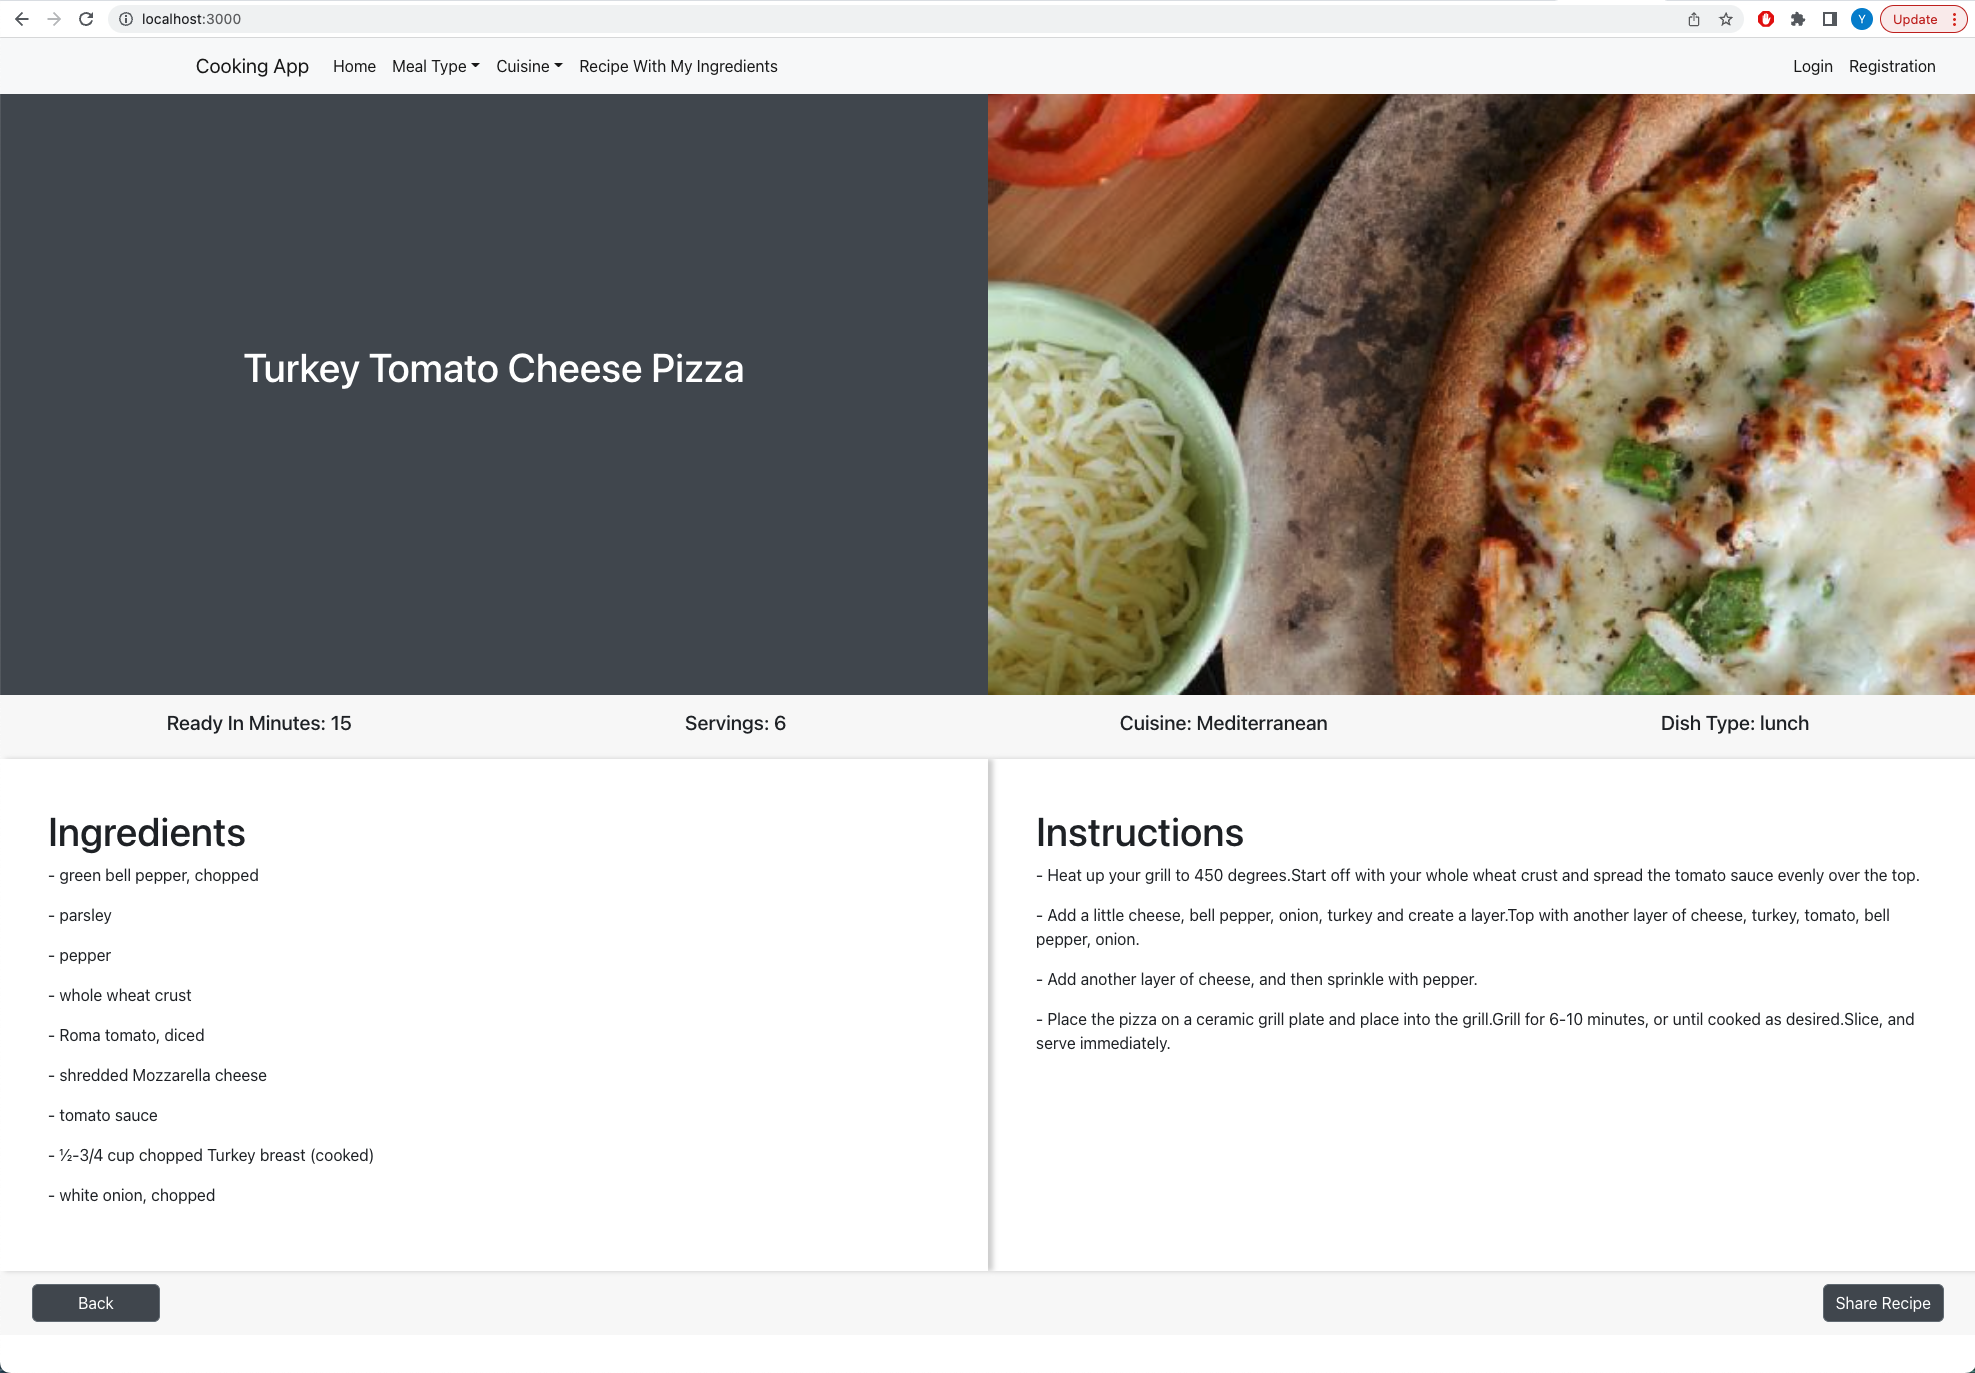 localhost:3000
Y
Update
Cooking App Home Meal Type Cuisine Recipe With My Ingredients Login Registration
Turkey Tomato Cheese Pizza
Ready In Minutes: 15 Servings: 6 Cuisine: Mediterranean Dish Type: lunch
Ingredients
- green bell pepper, chopped
- parsley
- pepper
- whole wheat crust
- Roma tomato, diced
- shredded Mozzarella cheese
- tomato sauce
- ½-3/4 cup chopped Turkey breast (cooked)
- white onion, chopped
Instructions
- Heat up your grill to 450 degrees.Start off with your whole wheat crust and spread the tomato sauce evenly over the top.
- Add a little cheese, bell pepper, onion, turkey and create a layer.Top with another layer of cheese, turkey, tomato, bell
pepper, onion.
- Add another layer of cheese, and then sprinkle with pepper.
- Place the pizza on a ceramic grill plate and place into the grill.Grill for 6-10 minutes, or until cooked as desired.Slice, and
serve immediately.
Back
Share Recipe